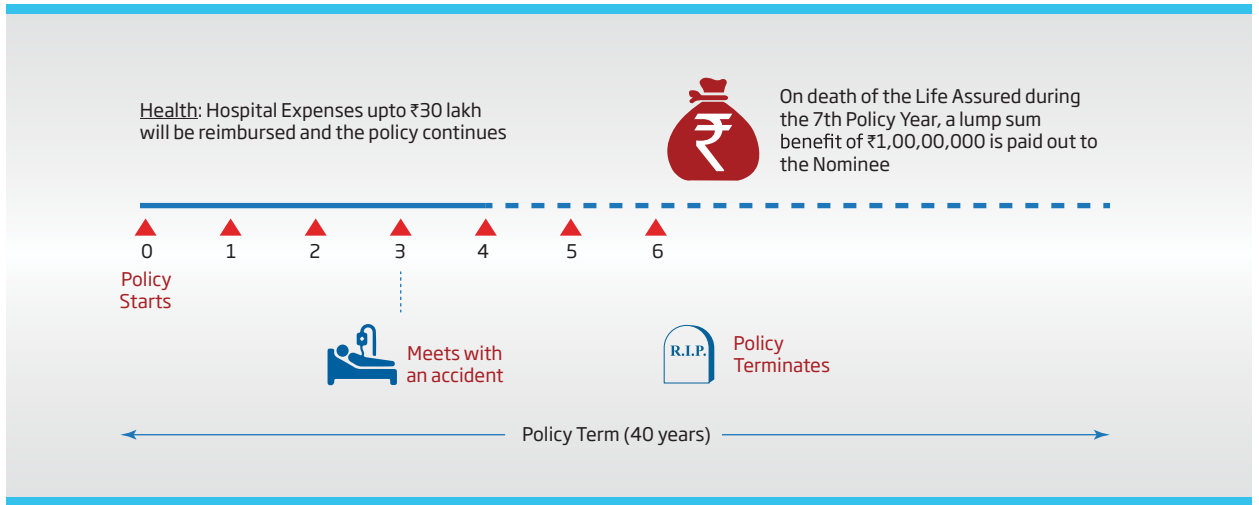 Health: Hospital Expenses upto ₹30 lakh
will be reimbursed and the policy continues
₹
On death of the Life Assured during
the 7th Policy Year, a lump sum
benefit of ₹1,00,00,000 is paid out to
the Nominee
0 1 2 3 4 5 6
Policy
Starts
Meets with
an accident
R.I.P.
Policy
Terminates
Policy Term (40 years)